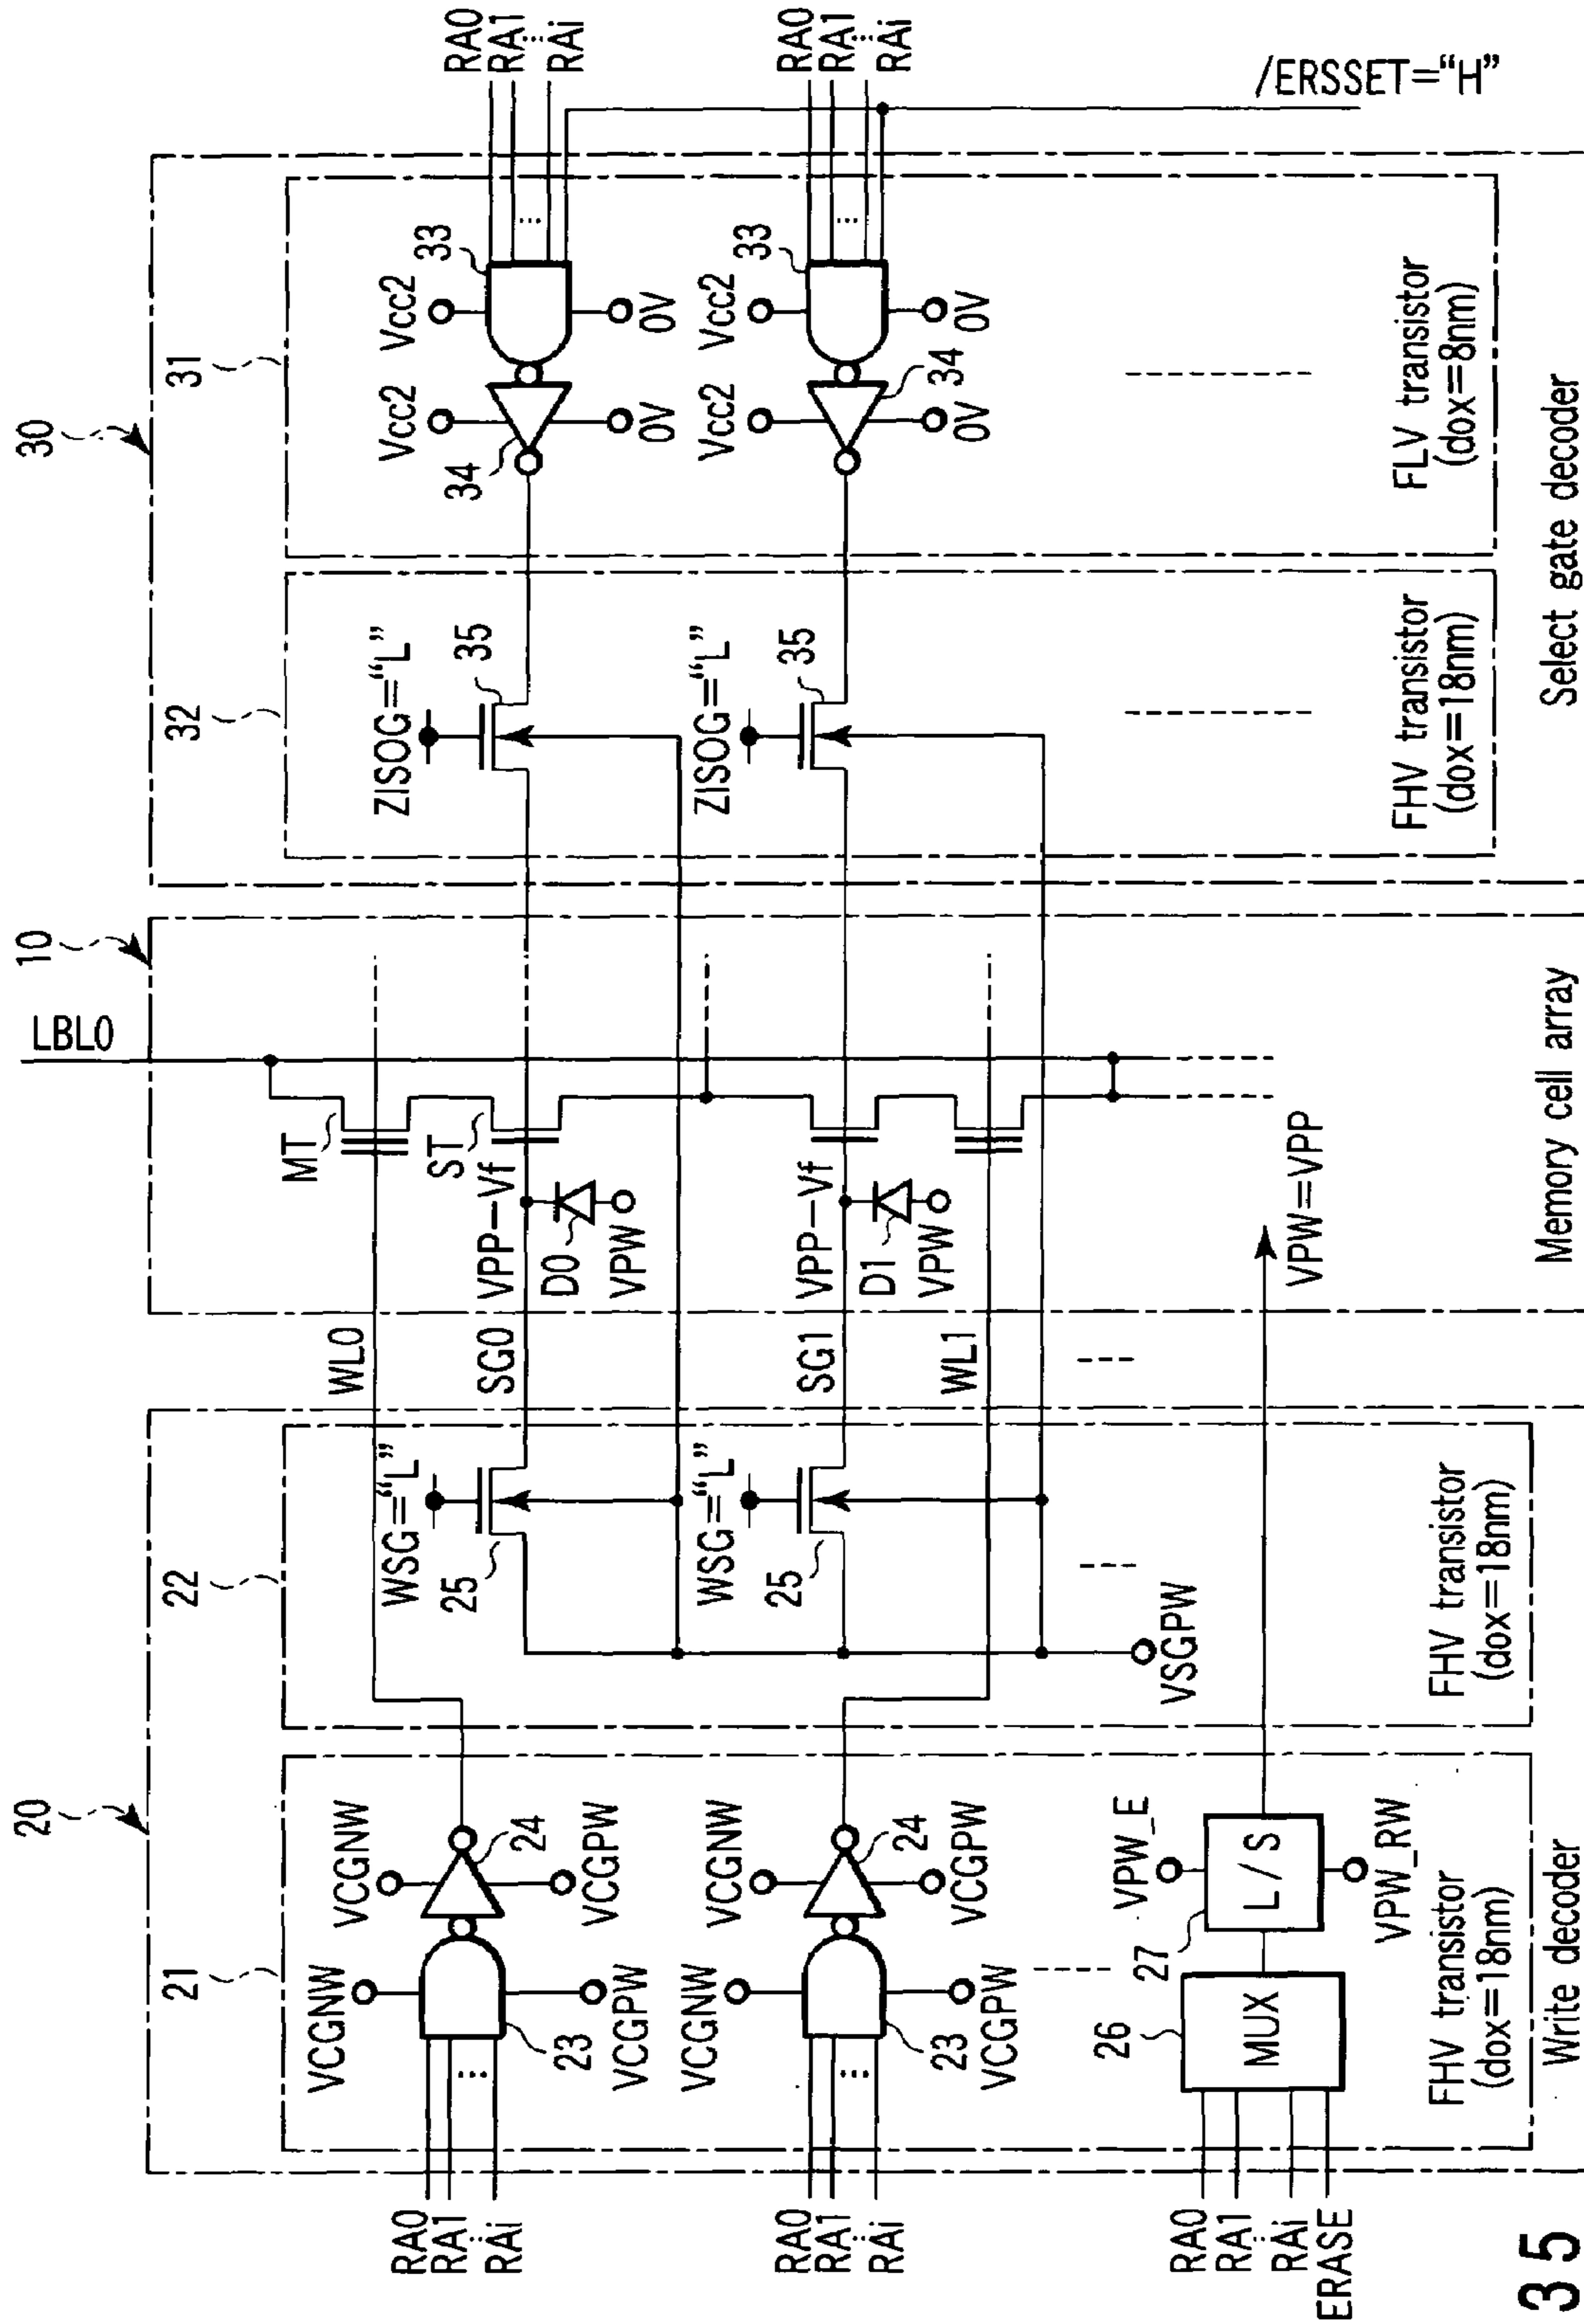 20
10
30
21
22
32
31
LBL0
RA0
RA1
...
RAi
VCGNW
VCGNW
23
24
VCGPW
VCGPW
WL0
MT
WSG="L"
25
SG0
VPP-Vf
ST
D0
VPW
ZISOG="L"
35
34
Vcc2
Vcc2
33
0V
0V
RA0
RA1
...
RAi
RA0
RA1
...
RAi
VCGNW
VCGNW
23
24
VCGPW
VCGPW
WSG="L"
25
SG1
VPP-Vf
D1
VPW
WL1
ZISOG="L"
35
Vcc2
Vcc2
33
34
0V
0V
RA0
RA1
...
RAi
VSGPW
/ERSSET="H"
RA0
RA1
...
RAi
ERASE
26
MUX
27
L/S
VPW_E
VPW_RW
VPW=VPP
FHV transistor
(dox=18nm)
FHV transistor
(dox=18nm)
FHV transistor
(dox=18nm)
FLV transistor
(dox=8nm)
Write decoder
Memory cell array
Select gate decoder
35